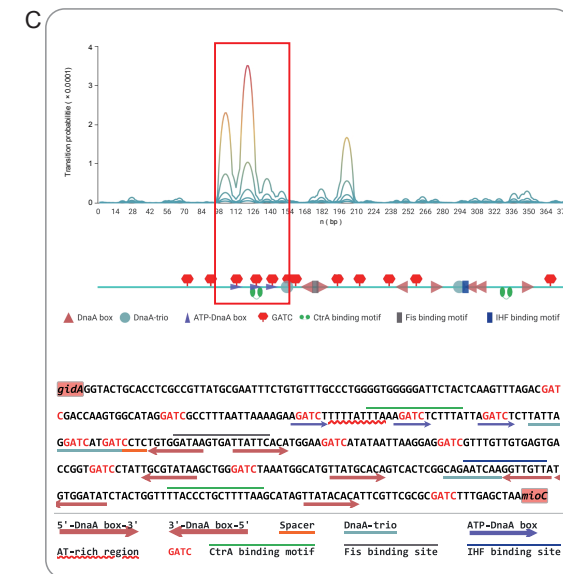 C
4
3
2
1
0
Transition probabilitie ( × 0.0001)
0 14 28 42 56 70 84 98 112 126 140 154 168 182 196 210 224 238 252 266 280 294 308 322 336 350 364
n ( bp )
DnaA box DnaA-trio ATP-DnaA box GATC CtrA binding motif Fis binding motif IHF binding motif
gidAGGTACTGCACCTCGCCGTTATGCGAATTTCTGTGTTTGCCCTGGGGTGGGGGATTCTACTCAAGTTTAGACGAT
CGACCAAGTGGCATAGGATCGCCTTTAATTAAAAGAAGATCTTTTTATTTAAAGATCTCTTTATTAGATCTCTTATTA
GGATCATGATCCTCTGTGGATAAGTGATTATTCACATGGAAGATCATATAATTAAGGAGGATCGTTTGTTGTGAGTGA
CCGGTGATCCTATTGCGTATAAGCTGGGATCTAAATGGCATGTTATGCACAGTCACTCGGCAGAATCAAGGTTGTTAT
GTGGATATCTACTGGTTTTACCCTGCTTTTAAGCATAGTTATACACATTCGTTCGCGCGATCTTTGAGCTAAmioC
5'-DnaA box-3' 3'-DnaA box-5' Spacer DnaA-trio ATP-DnaA box
AT-rich region GATC CtrA binding motif Fis binding site IHF binding site